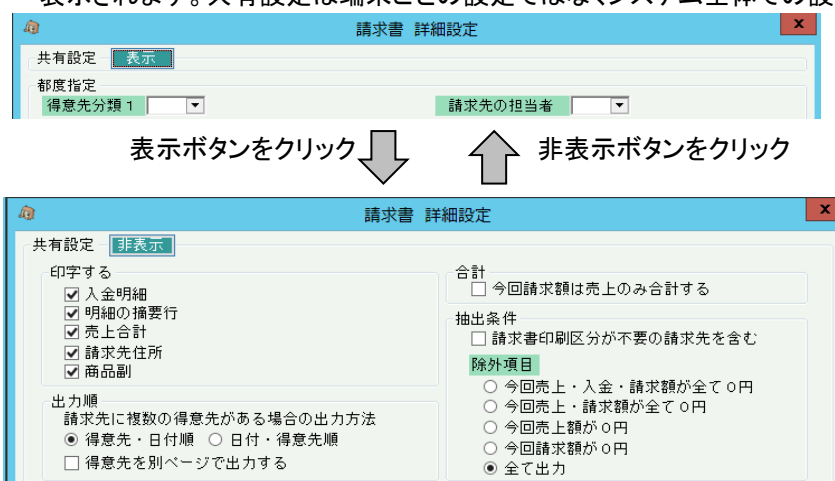 表示されます。共有設定は端末ごとの設定ではなく、システム全体での設
請求書 詳細設定
x
共有設定 表示
都度指定
得意先分類1 請求先の担当者
表示ボタンをクリック 非表示ボタンをクリック
請求書 詳細設定
x
共有設定 非表示
印字する
入金明細
明細の摘要行
売上合計
請求先住所
商品副
出力順
請求先に複数の得意先がある場合の出力方法
得意先・日付順 日付・得意先順
得意先を別ページで出力する
合計
今回請求額は売上のみ合計する
抽出条件
請求書印刷区分が不要の請求先を含む
除外項目
今回売上・入金・請求額が全て0円
今回売上・請求額が全て0円
今回売上額が0円
今回請求額が0円
全て出力